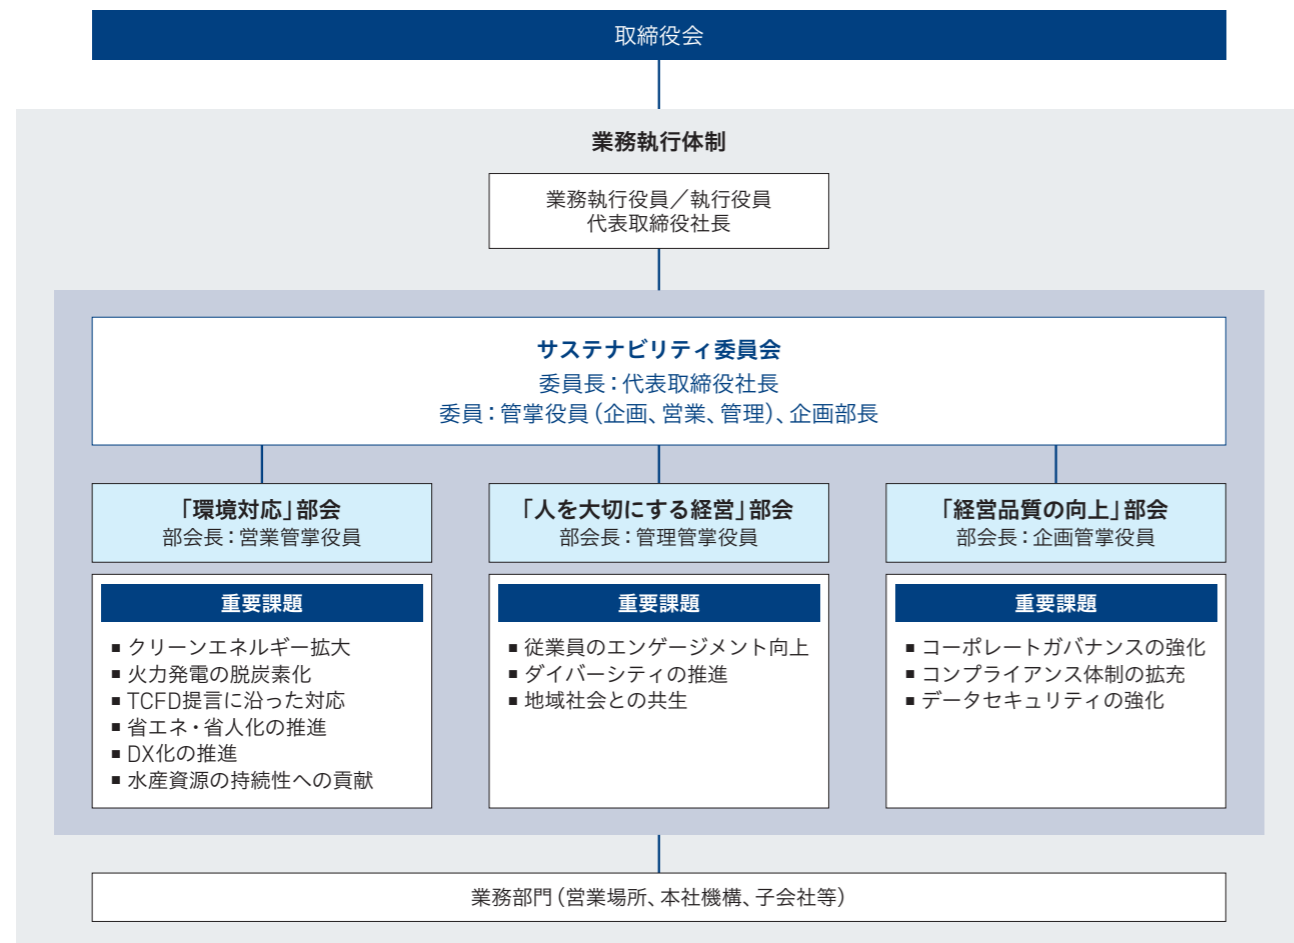 取締役会
業務執行体制
業務執行役員／執行役員
代表取締役社長
サステナビリティ委員会
委員長：代表取締役社長
委員：管掌役員（企画、営業、管理）、企画部長
「環境対応」部会
部会長：営業管掌役員
重要課題
■ クリーンエネルギー拡大
■ 火力発電の脱炭素化
■ TCFD提言に沿った対応
■ 省エネ・省人化の推進
■ DX化の推進
■ 水産資源の持続性への貢献
「人を大切にする経営」部会
部会長：管理管掌役員
重要課題
■ 従業員のエンゲージメント向上
■ ダイバーシティの推進
■ 地域社会との共生
「経営品質の向上」部会
部会長：企画管掌役員
重要課題
■ コーポレートガバナンスの強化
■ コンプライアンス体制の拡充
■ データセキュリティの強化
業務部門（営業場所、本社機構、子会社等）